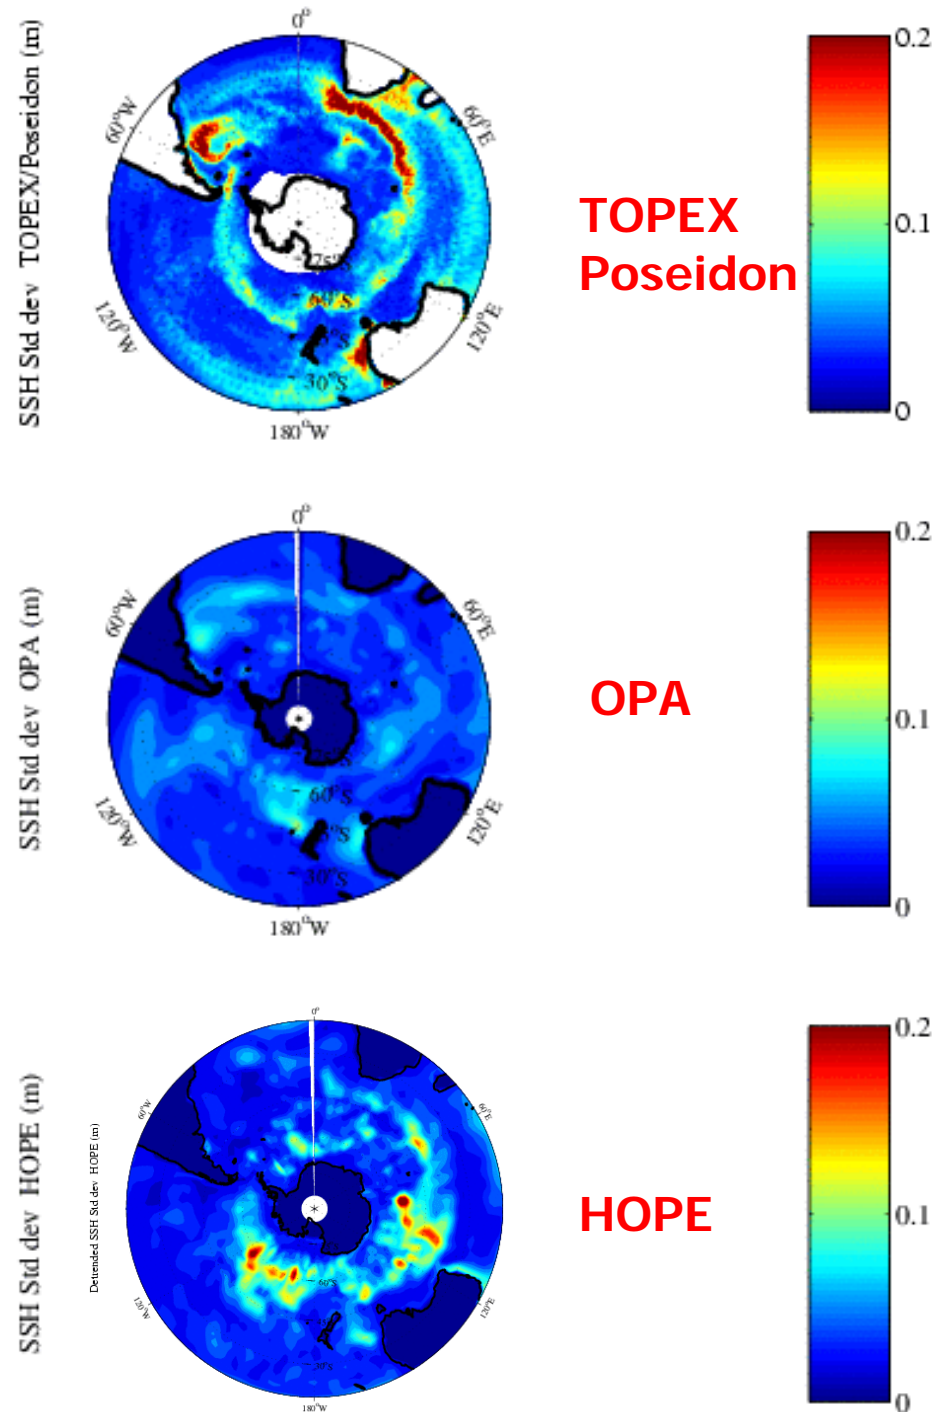 SSH Std dev TOPEX/Poseidon (m)
0°
60°W
60°E
120°W
120°E
75°S
60°S
30°S
180°W
TOPEX
Poseidon
0.2
0.1
0
SSH Std dev OPA (m)
0°
60°W
60°E
120°W
120°E
60°S
30°S
180°W
OPA
0.2
0.1
0
SSH Std dev HOPE (m)
Detrended SSH Std dev HOPE (m)
0°
60°W
60°E
120°W
120°E
60°S
30°S
180°W
HOPE
0.2
0.1
0